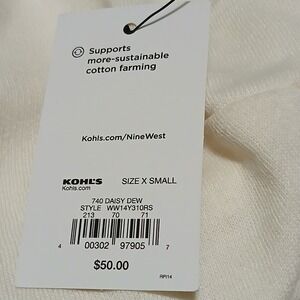 Supports
more-sustainable
cotton farming
Kohls.com/NineWest
KOHL'S SIZE X SMALL
Kohls.com
740 DAISY DEW
STYLE WW14Y310RS
213 70 71
4 00302 97905 7
$50.00
RPI14